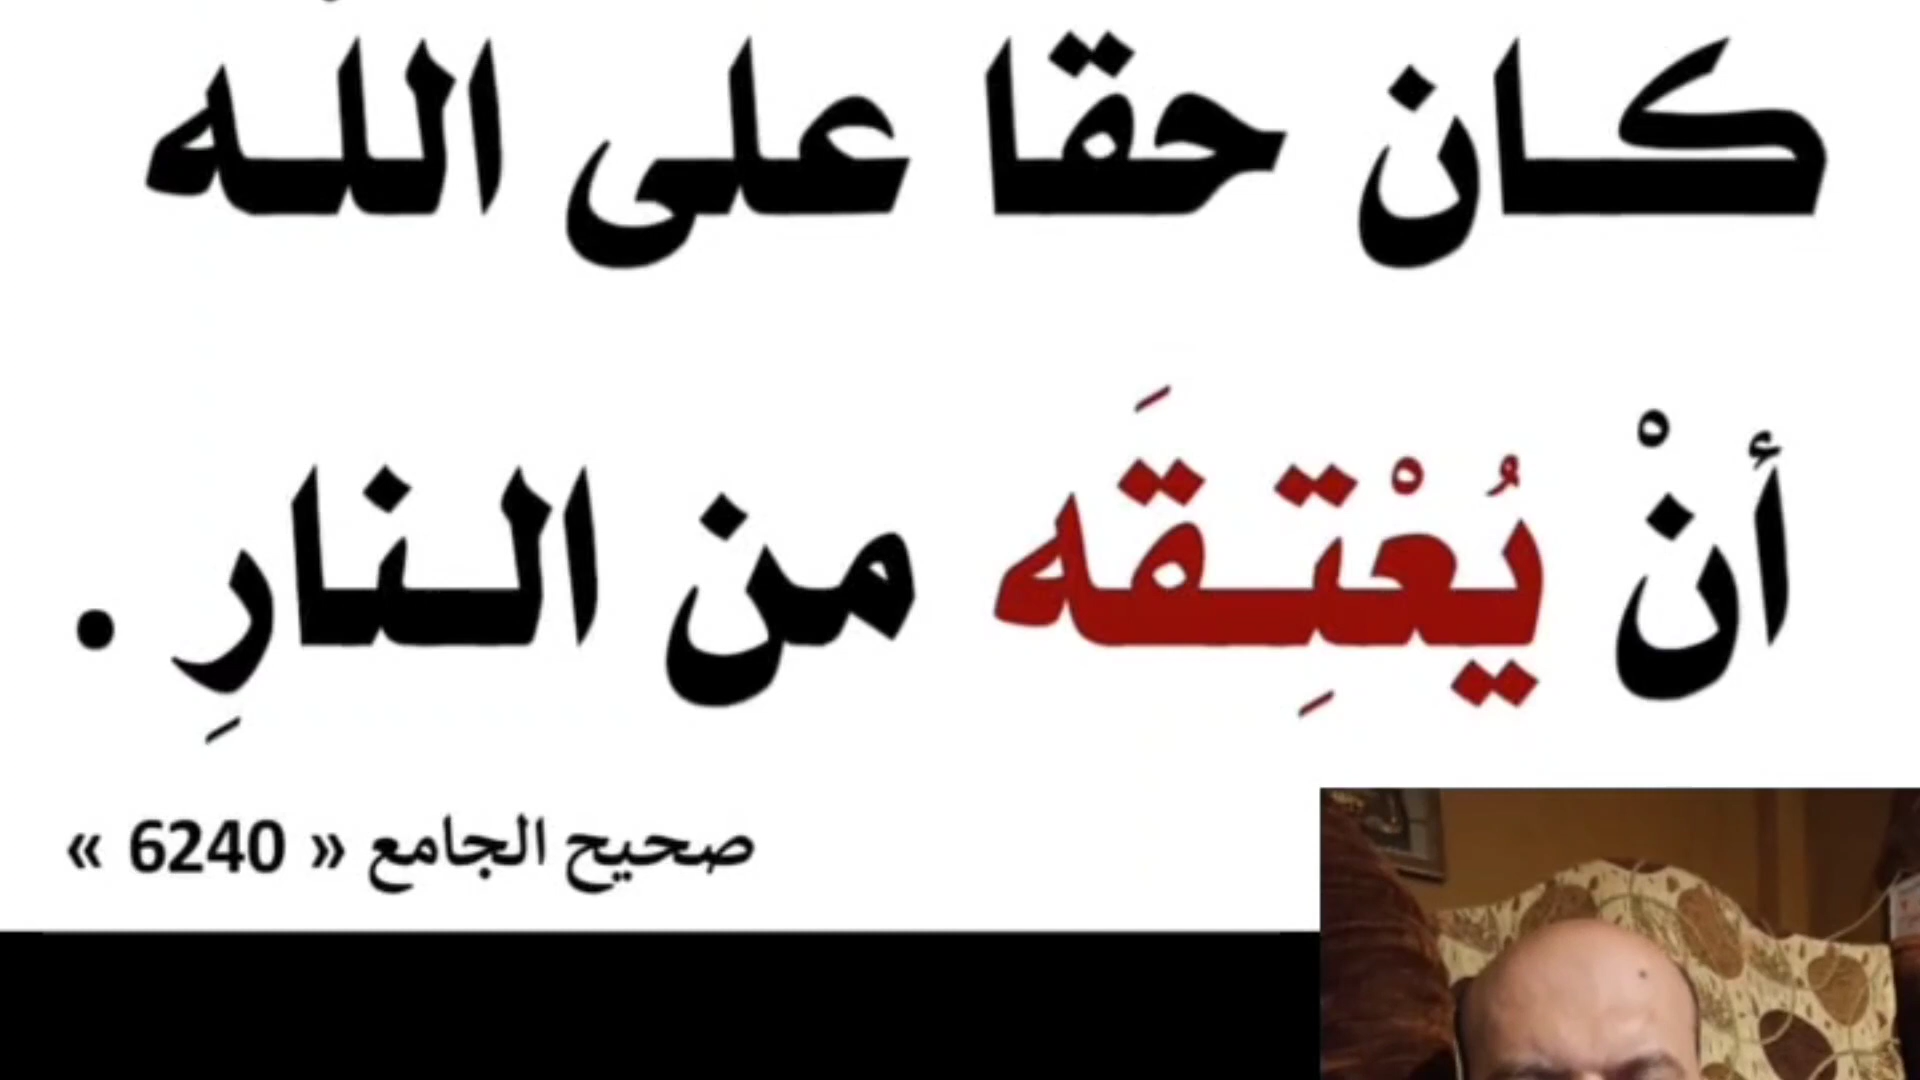 كان حقا على الله
أنْ يُعْتِقَه من النارِ .
صحيح الجامع « 6240 »